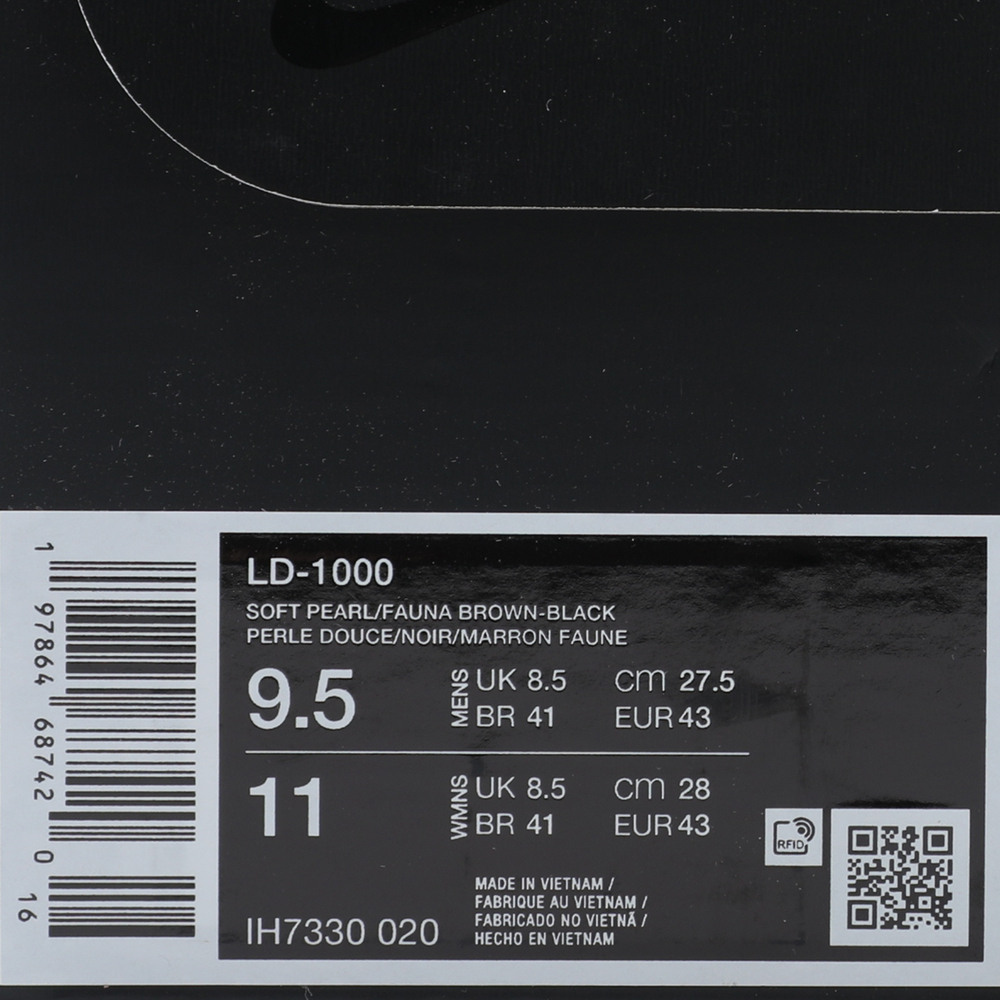 LD-1000
SOFT PEARL/FAUNA BROWN-BLACK
PERLE DOUCE/NOIR/MARRON FAUNE
9.5
MENS
UK 8.5 cm 27.5
BR 41 EUR 43
11
WMNS
UK 8.5 cm 28
BR 41 EUR 43
MADE IN VIETNAM /
FABRIQUE AU VIETNAM /
FABRICADO NO VIETNÃ /
HECHO EN VIETNAM
IH7330 020
RFID
1 97864 68742 0 16